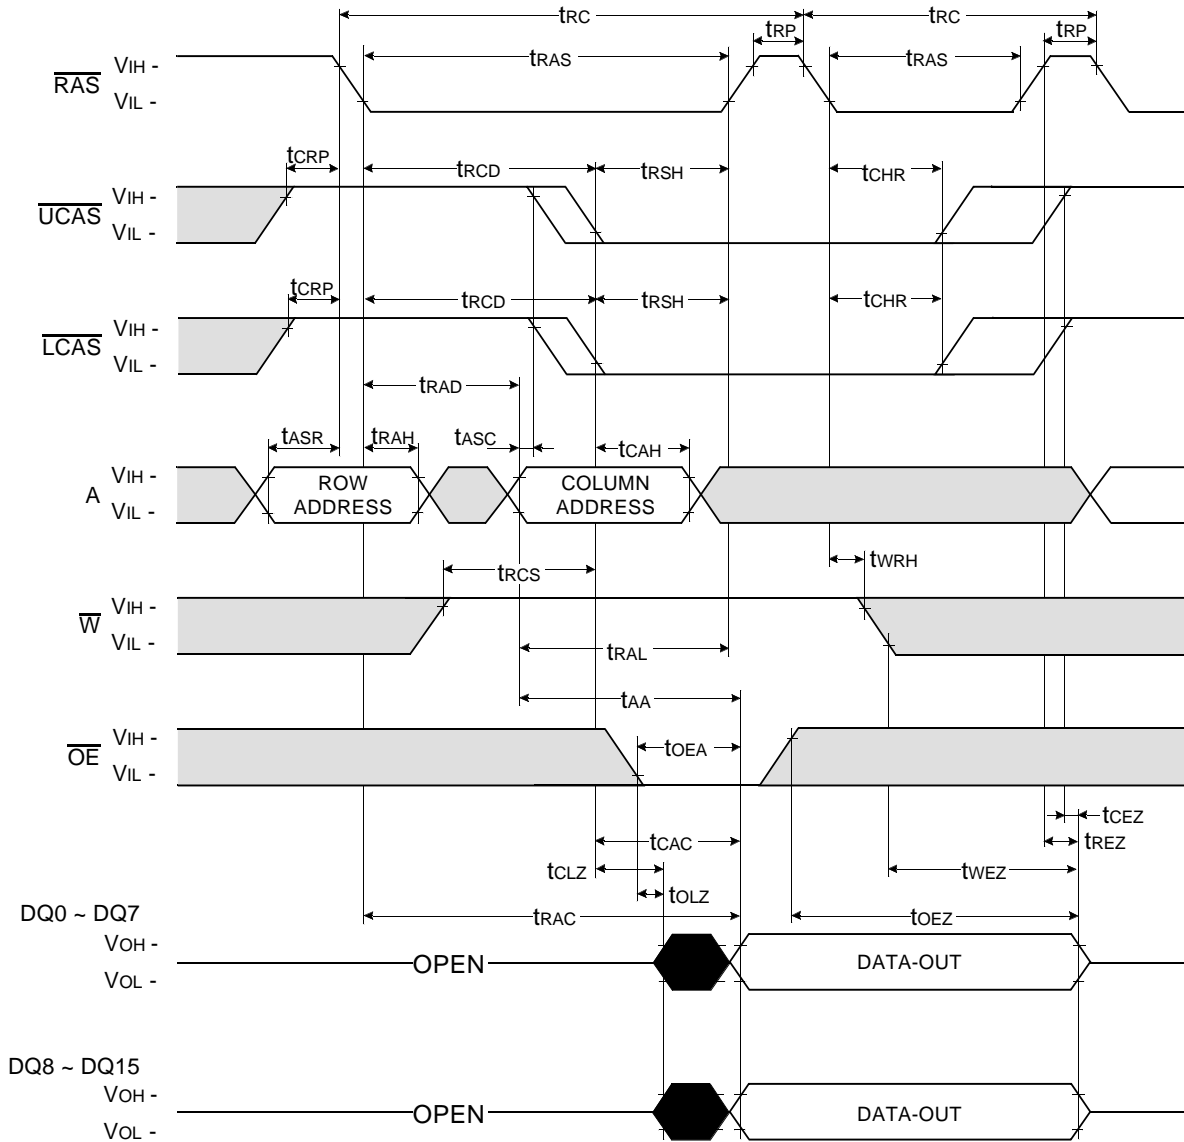 tRC tRC
tRP tRP
RAS VIH - tRAS tRAS
VIL -
tCRP tRCD tRSH tCHR
UCAS VIH -
VIL -
tCRP tRCD tRSH tCHR
LCAS VIH -
VIL -
tRAD
tASR tRAH tASC tCAH
A VIH - ROW COLUMN
VIL - ADDRESS ADDRESS
tRCS tWRH
W VIH -
VIL - tRAL
tAA
OE VIH - tOEA
VIL -
tCEZ
tCAC tREZ
tCLZ tWEZ
tOLZ
DQ0 ~ DQ7 tRAC tOEZ
VOH -
OPEN DATA-OUT
VOL -
DQ8 ~ DQ15
VOH -
OPEN DATA-OUT
VOL -